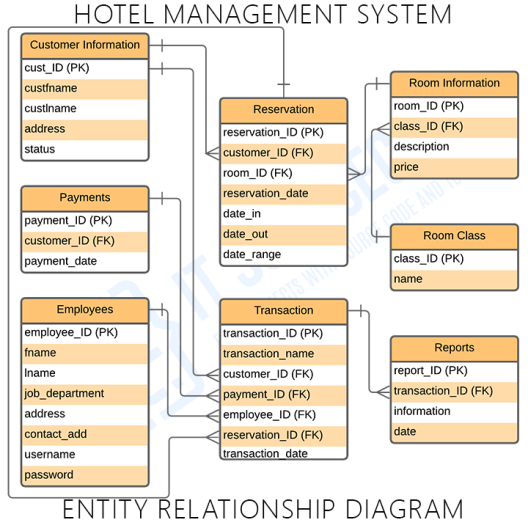 HOTEL MANAGEMENT SYSTEM
Customer Information
cust_ID (PK)
custfname
custlname
address
status
Payments
payment_ID (PK)
customer_ID (FK)
payment_date
Employees
employee_ID (PK)
fname
lname
job_department
address
contact_add
username
password
Reservation
reservation_ID (PK)
customer_ID (FK)
room_ID (FK)
reservation_date
date_in
date_out
date_range
Transaction
transaction_ID (PK)
transaction_name
customer_ID (FK)
payment_ID (FK)
employee_ID (FK)
reservation_ID (FK)
transaction_date
Room Information
room_ID (PK)
class_ID (FK)
description
price
Room Class
class_ID (PK)
name
Reports
report_ID (PK)
transaction_ID (FK)
information
date
ENTITY RELATIONSHIP DIAGRAM